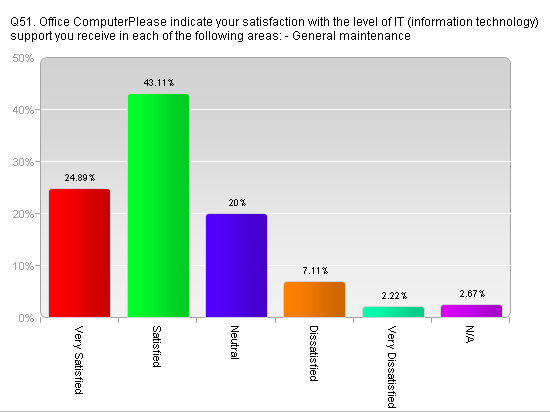 Q51. Office ComputerPlease indicate your satisfaction with the level of IT (information technology)
support you receive in each of the following areas: - General maintenance
50%
40%
30%
20%
10%
0%
24.89%
43.11%
20%
7.11%
2.22%
2.67%
Very Satisfied
Satisfied
Neutral
Dissatisfied
Very Dissatisfied
N/A